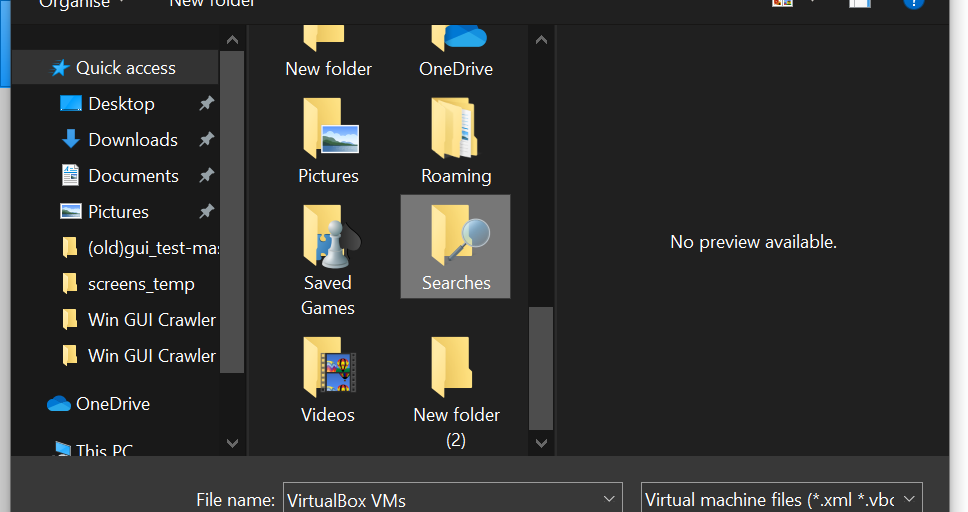 Organise
New folder
Quick access
Desktop
Downloads
Documents
Pictures
(old)gui_test-mas
screens_temp
Win GUI Crawler
Win GUI Crawler
OneDrive
This PC
New folder
OneDrive
Pictures
Roaming
Saved
Games
Searches
Videos
New folder
(2)
No preview available.
File name:
VirtualBox VMs
Virtual machine files (*.xml *.vbo